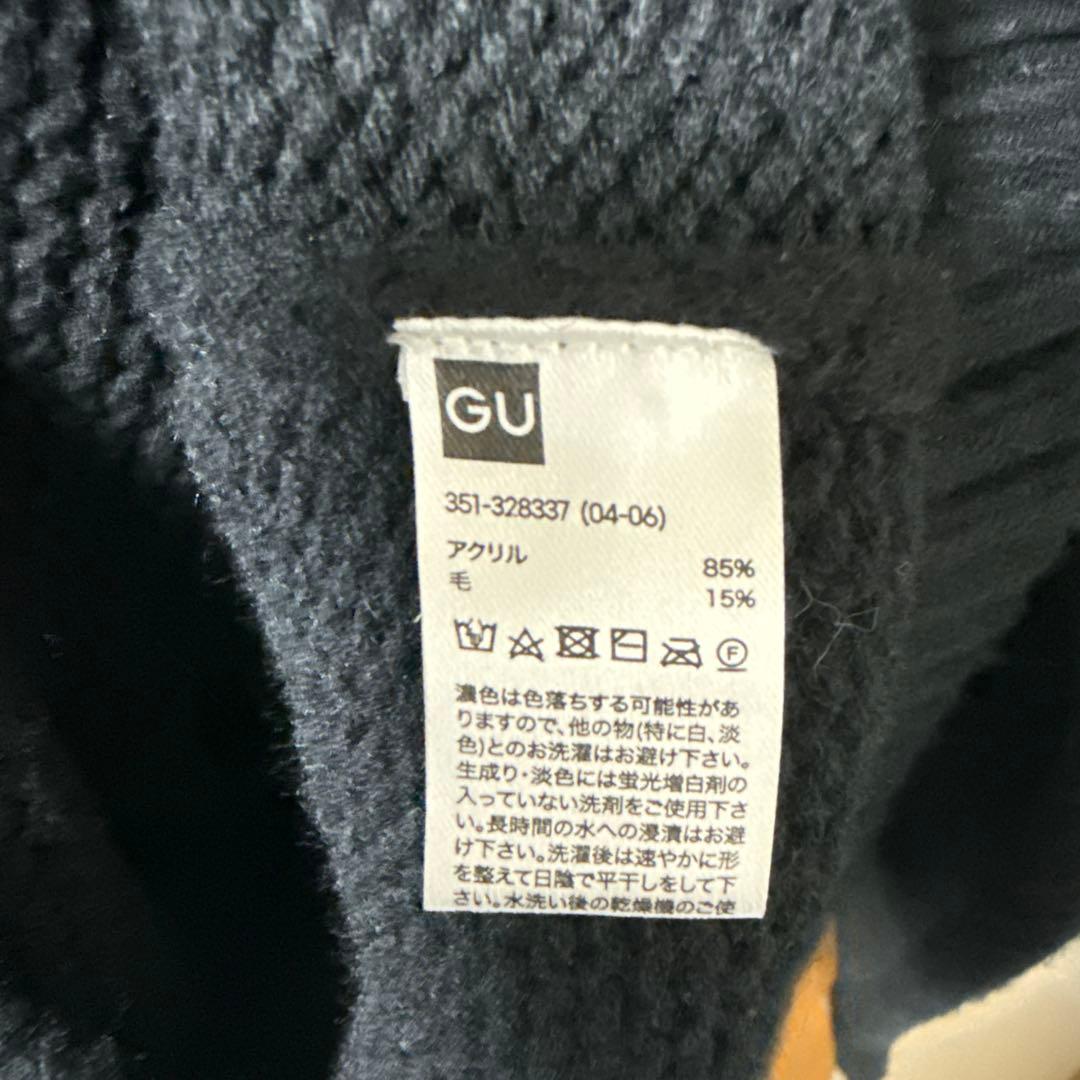 GU
351-328337 (04-06)
アクリル 85%
毛 15%
F
濃色は色落ちする可能性があ
りますので、他の物(特に白、淡
色)とのお洗濯はお避け下さい。
生成り・淡色には蛍光増白剤の
入っていない洗剤をご使用下さ
い。長時間の水への浸漬はお避
け下さい。洗濯後は速やかに形
を整えて日陰で平干しをして下
さい。水洗い後の乾燥機のご使